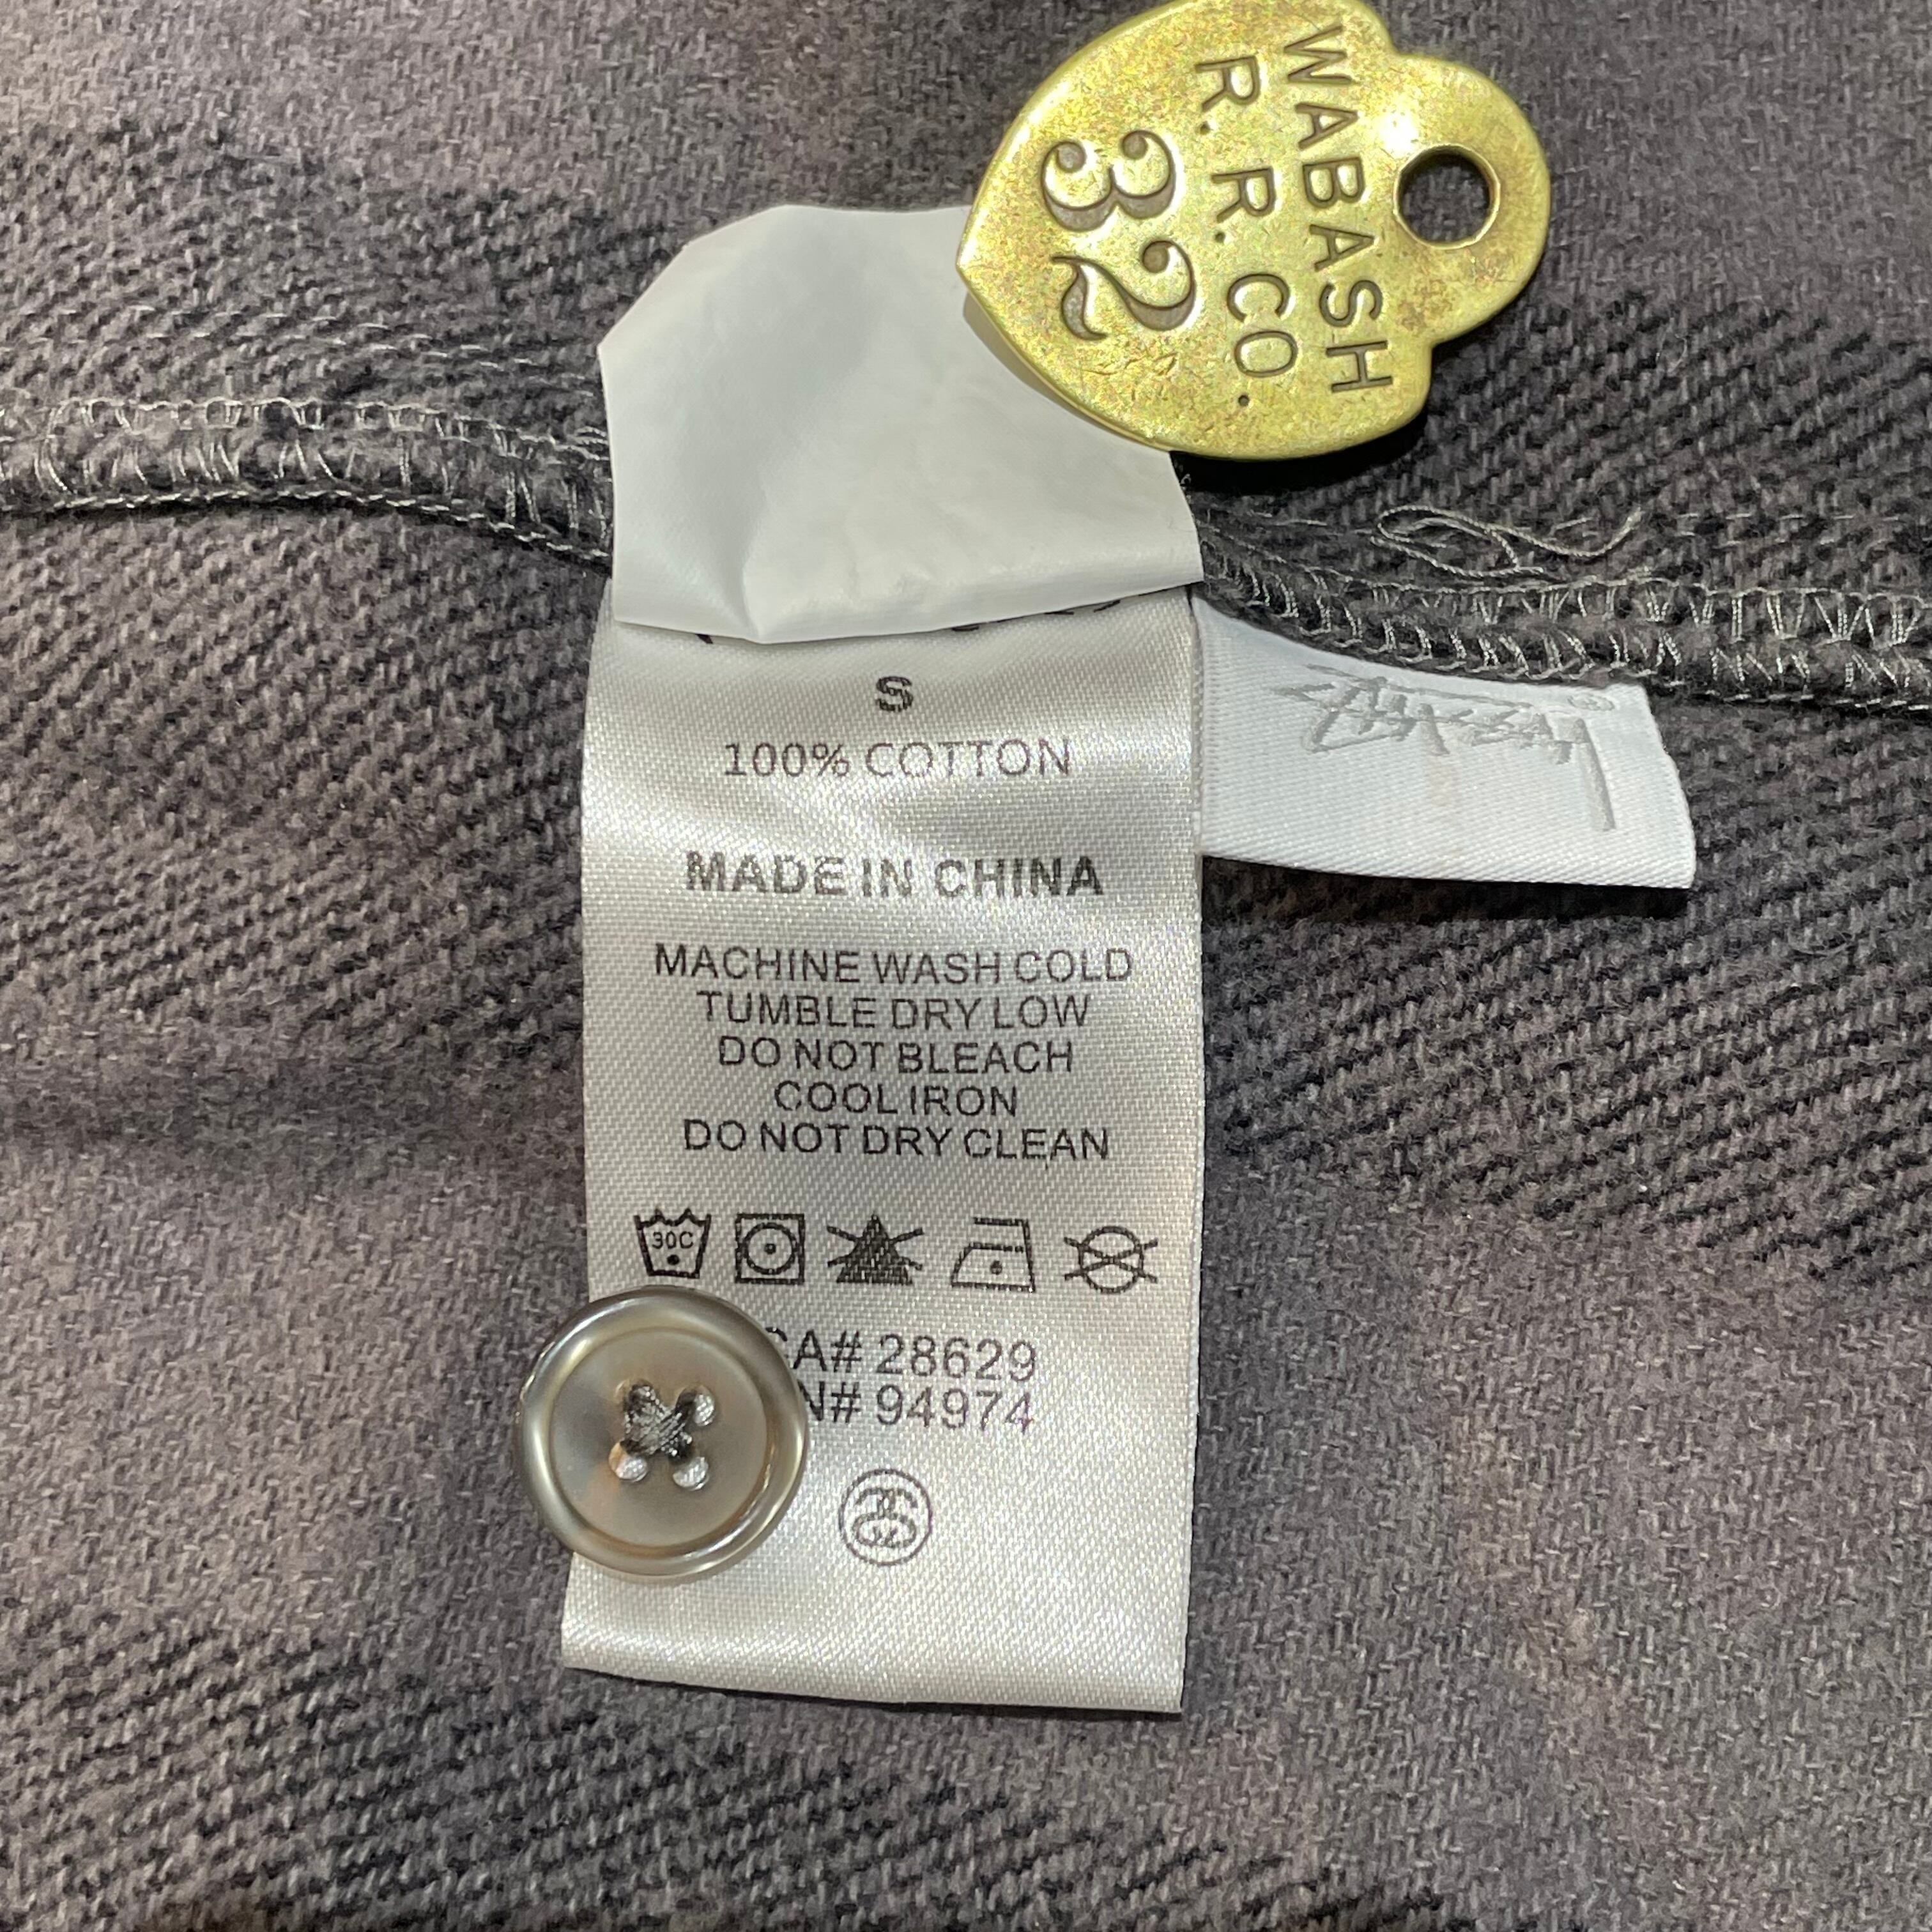 WABASH
R. R. CO.
32
S
100% COTTON
MADE IN CHINA
MACHINE WASH COLD
TUMBLE DRY LOW
DO NOT BLEACH
COOL IRON
DO NOT DRY CLEAN
30C
CA# 28629
N# 94974